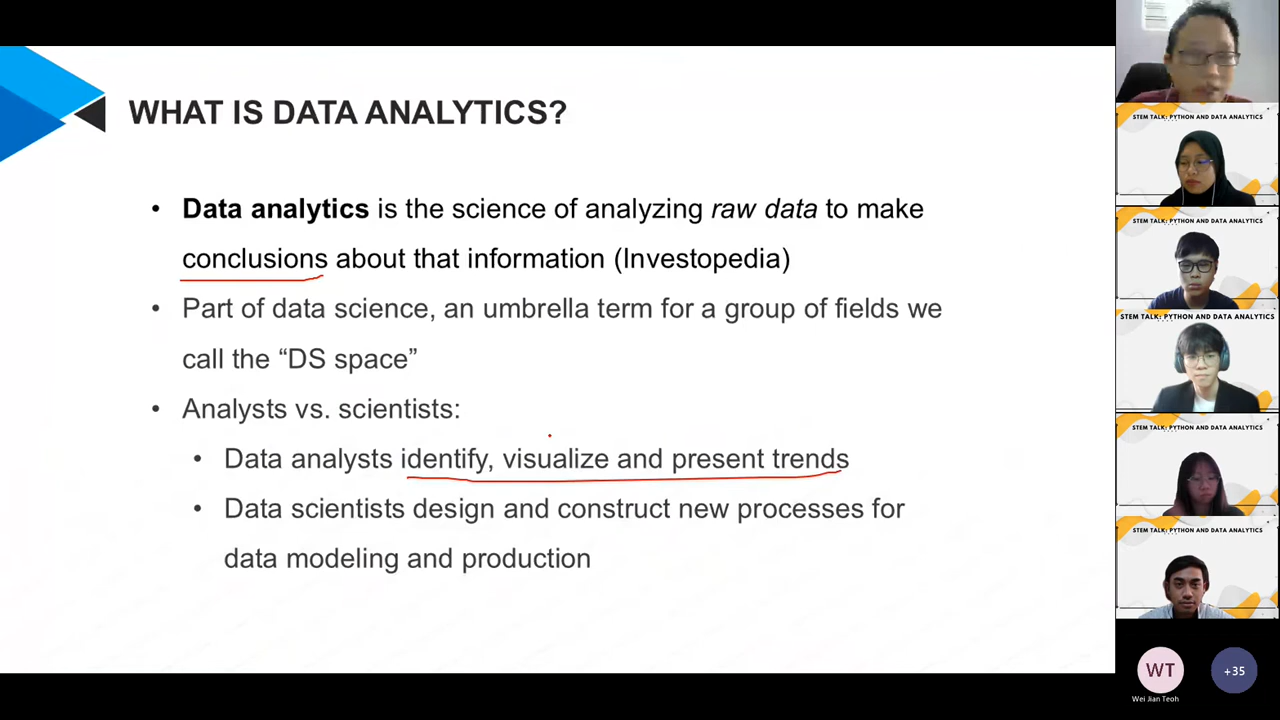 WHAT IS DATA ANALYTICS?
• Data analytics is the science of analyzing raw data to make
conclusions about that information (Investopedia)
• Part of data science, an umbrella term for a group of fields we
call the “DS space”
• Analysts vs. scientists:
• Data analysts identify, visualize and present trends
• Data scientists design and construct new processes for
data modeling and production
STEM TALK: PYTHON AND DATA ANALYTICS
STEM TALK: PYTHON AND DATA ANALYTICS
STEM TALK: PYTHON AND DATA ANALYTICS
STEM TALK: PYTHON AND DATA ANALYTICS
STEM TALK: PYTHON AND DATA ANALYTICS
WT
Wei Jian Teoh
+35